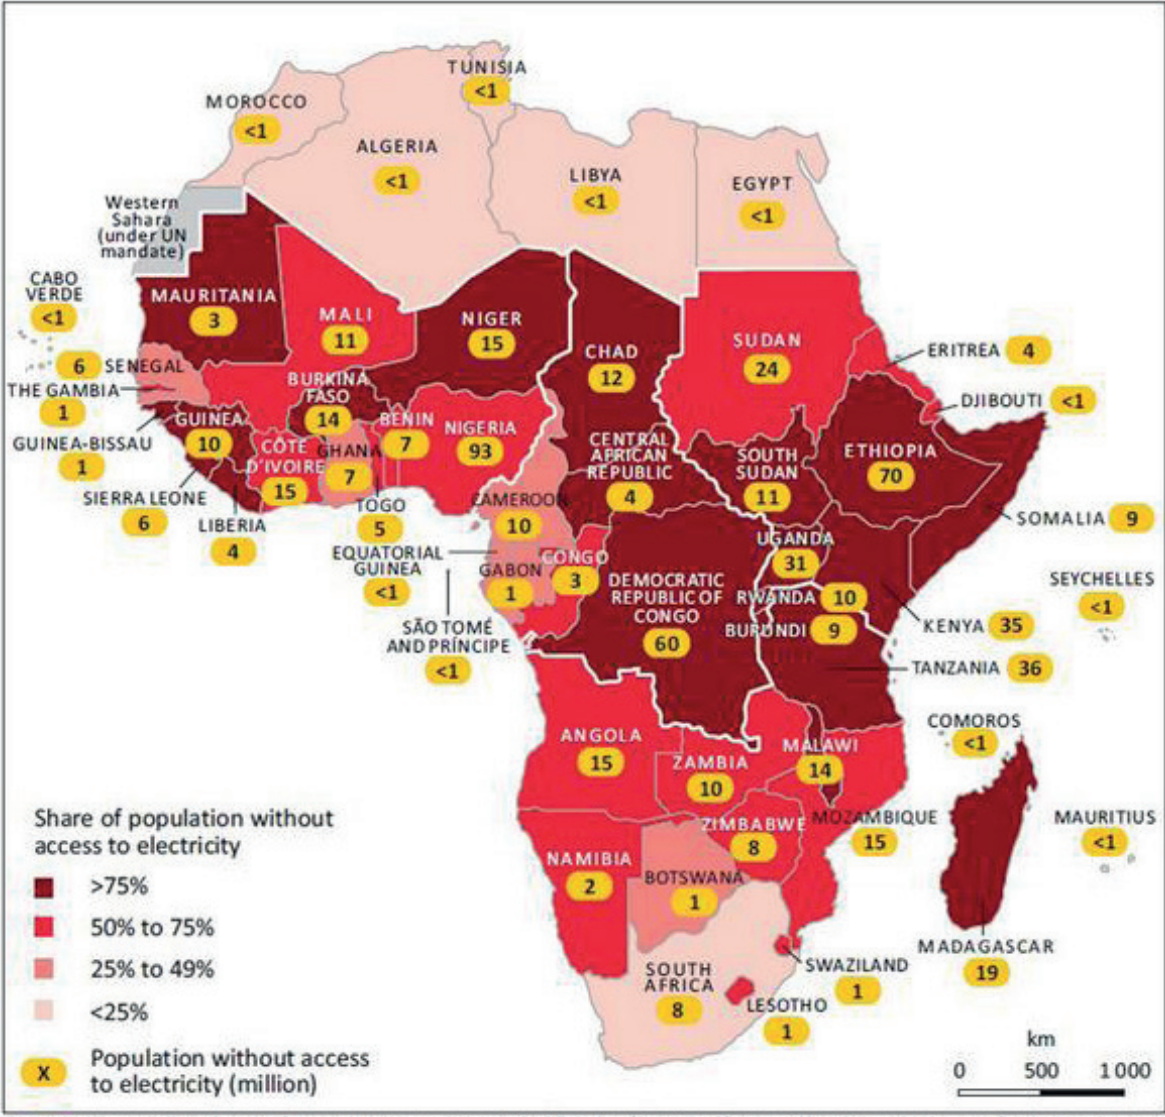 TUNISIA
<1
MOROCCO
<1
ALGERIA
<1
LIBYA
<1
EGYPT
<1
Western
Sahara
(under UN
mandate)
CABO
VERDE
<1
MAURITANIA
3
MALI
11
NIGER
15
CHAD
12
SUDAN
24
ERITREA 4
6 SENEGAL
THE GAMBIA
1
BURKINA
FASO
14
DJIBOUTI <1
GUINEA-BISSAU
1
GUINEA
10
CÔTE
D'IVOIRE
15
GHANA
7
BENIN
7
NIGERIA
93
CENTRAL
AFRICAN
REPUBLIC
4
SOUTH
SUDAN
11
ETHIOPIA
70
SIERRA LEONE
6
LIBERIA
4
TOGO
5
CAMEROON
10
SOMALIA 9
EQUATORIAL
GUINEA
<1
GABON
1
CONGO
3
DEMOCRATIC
REPUBLIC OF
CONGO
60
UGANDA
31
RWANDA 10
BURUNDI 9
SEYCHELLES
<1
KENYA 35
SÃO TOMÉ
AND PRÍNCIPE
<1
TANZANIA 36
ANGOLA
15
ZAMBIA
10
MALAWI
14
COMOROS
<1
ZIMBABWE
8
MOZAMBIQUE
15
MAURITIUS
<1
NAMIBIA
2
BOTSWANA
1
MADAGASCAR
19
SOUTH
AFRICA
8
SWAZILAND
1
LESOTHO
1
Share of population without
access to electricity
>75%
50% to 75%
25% to 49%
<25%
X Population without access
to electricity (million)
km
0 500 1 000